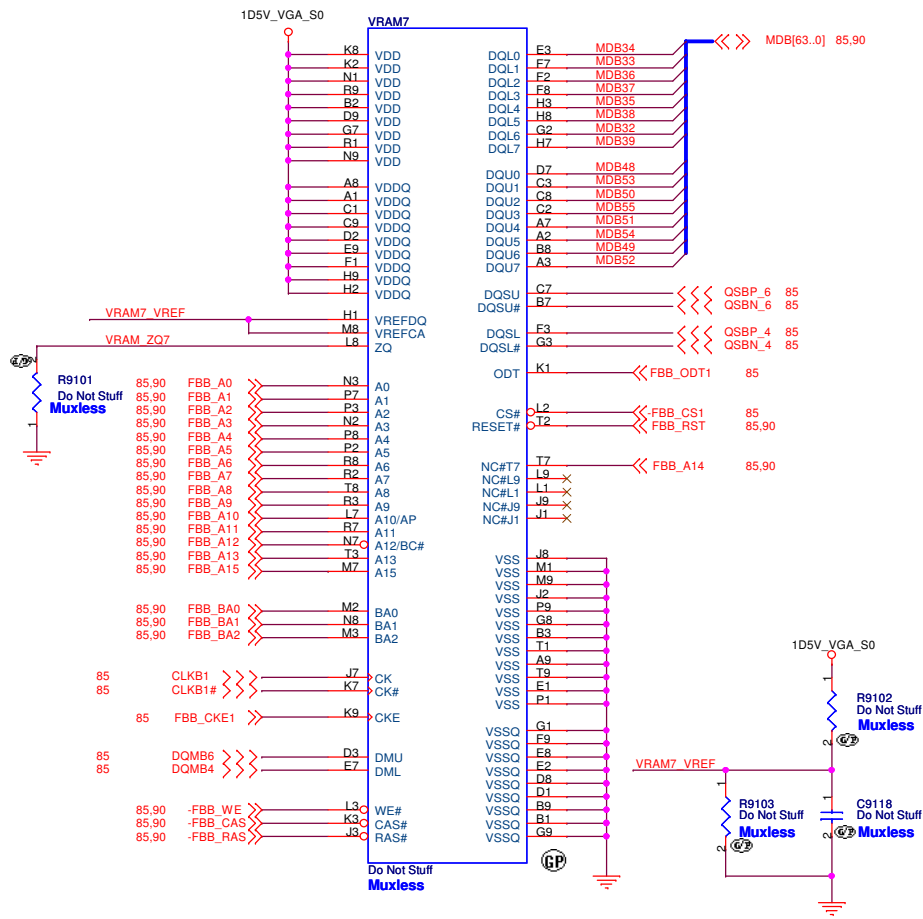 1D5V_VGA_S0
VRAM7
K8 VDD
K2 VDD
N1 VDD
R9 VDD
B2 VDD
D9 VDD
G7 VDD
R1 VDD
N9 VDD
A8 VDDQ
A1 VDDQ
C1 VDDQ
C9 VDDQ
D2 VDDQ
E9 VDDQ
F1 VDDQ
H9 VDDQ
H2 VDDQ
VRAM7_VREF H1 VREFDQ
M8 VREFCA
VRAM_ZQ7 L8 ZQ
2
R9101
Do Not Stuff
Muxless
1
85,90 FBB_A0 N3 A0
85,90 FBB_A1 P7 A1
85,90 FBB_A2 P3 A2
85,90 FBB_A3 N2 A3
85,90 FBB_A4 P8 A4
85,90 FBB_A5 P2 A5
85,90 FBB_A6 R8 A6
85,90 FBB_A7 R2 A7
85,90 FBB_A8 T8 A8
85,90 FBB_A9 R3 A9
85,90 FBB_A10 L7 A10/AP
85,90 FBB_A11 R7 A11
85,90 FBB_A12 N7 A12/BC#
85,90 FBB_A13 T3 A13
85,90 FBB_A15 M7 A15
85,90 FBB_BA0 M2 BA0
85,90 FBB_BA1 N8 BA1
85,90 FBB_BA2 M3 BA2
85 CLKB1 J7 CK
85 CLKB1# K7 CK#
85 FBB_CKE1 K9 CKE
85 DQMB6 D3 DMU
85 DQMB4 E7 DML
85,90 -FBB_WE L3 WE#
85,90 -FBB_CAS K3 CAS#
85,90 -FBB_RAS J3 RAS#
Do Not Stuff
Muxless
MDB[63..0] 85,90
DQL0 E3 MDB34
DQL1 F7 MDB33
DQL2 F2 MDB36
DQL3 F8 MDB37
DQL4 H3 MDB35
DQL5 H8 MDB38
DQL6 G2 MDB32
DQL7 H7 MDB39
DQU0 D7 MDB48
DQU1 C3 MDB53
DQU2 C8 MDB50
DQU3 C2 MDB55
DQU4 A7 MDB51
DQU5 A2 MDB54
DQU6 B8 MDB49
DQU7 A3 MDB52
DQSU C7 QSBP_6 85
DQSU# B7 QSBN_6 85
DQSL F3 QSBP_4 85
DQSL# G3 QSBN_4 85
ODT K1 FBB_ODT1 85
CS# L2 -FBB_CS1 85
RESET# T2 FBB_RST 85,90
NC#T7 T7 FBB_A14 85,90
NC#L9 L9
NC#L1 L1
NC#J9 J9
NC#J1 J1
VSS J8
VSS M1
VSS M9
VSS J2
VSS P9
VSS G8
VSS B3
VSS T1
VSS A9
VSS T9
VSS E1
VSS P1
VSSQ G1
VSSQ F9
VSSQ E8
VSSQ E2
VSSQ D8
VSSQ D1
VSSQ B9
VSSQ B1
VSSQ G9
GP
1D5V_VGA_S0
1
R9102
Do Not Stuff
Muxless
2 G/P
VRAM7_VREF
1
R9103
Do Not Stuff
Muxless
2 G/P
1
C9118
Do Not Stuff
Muxless
2 G/P